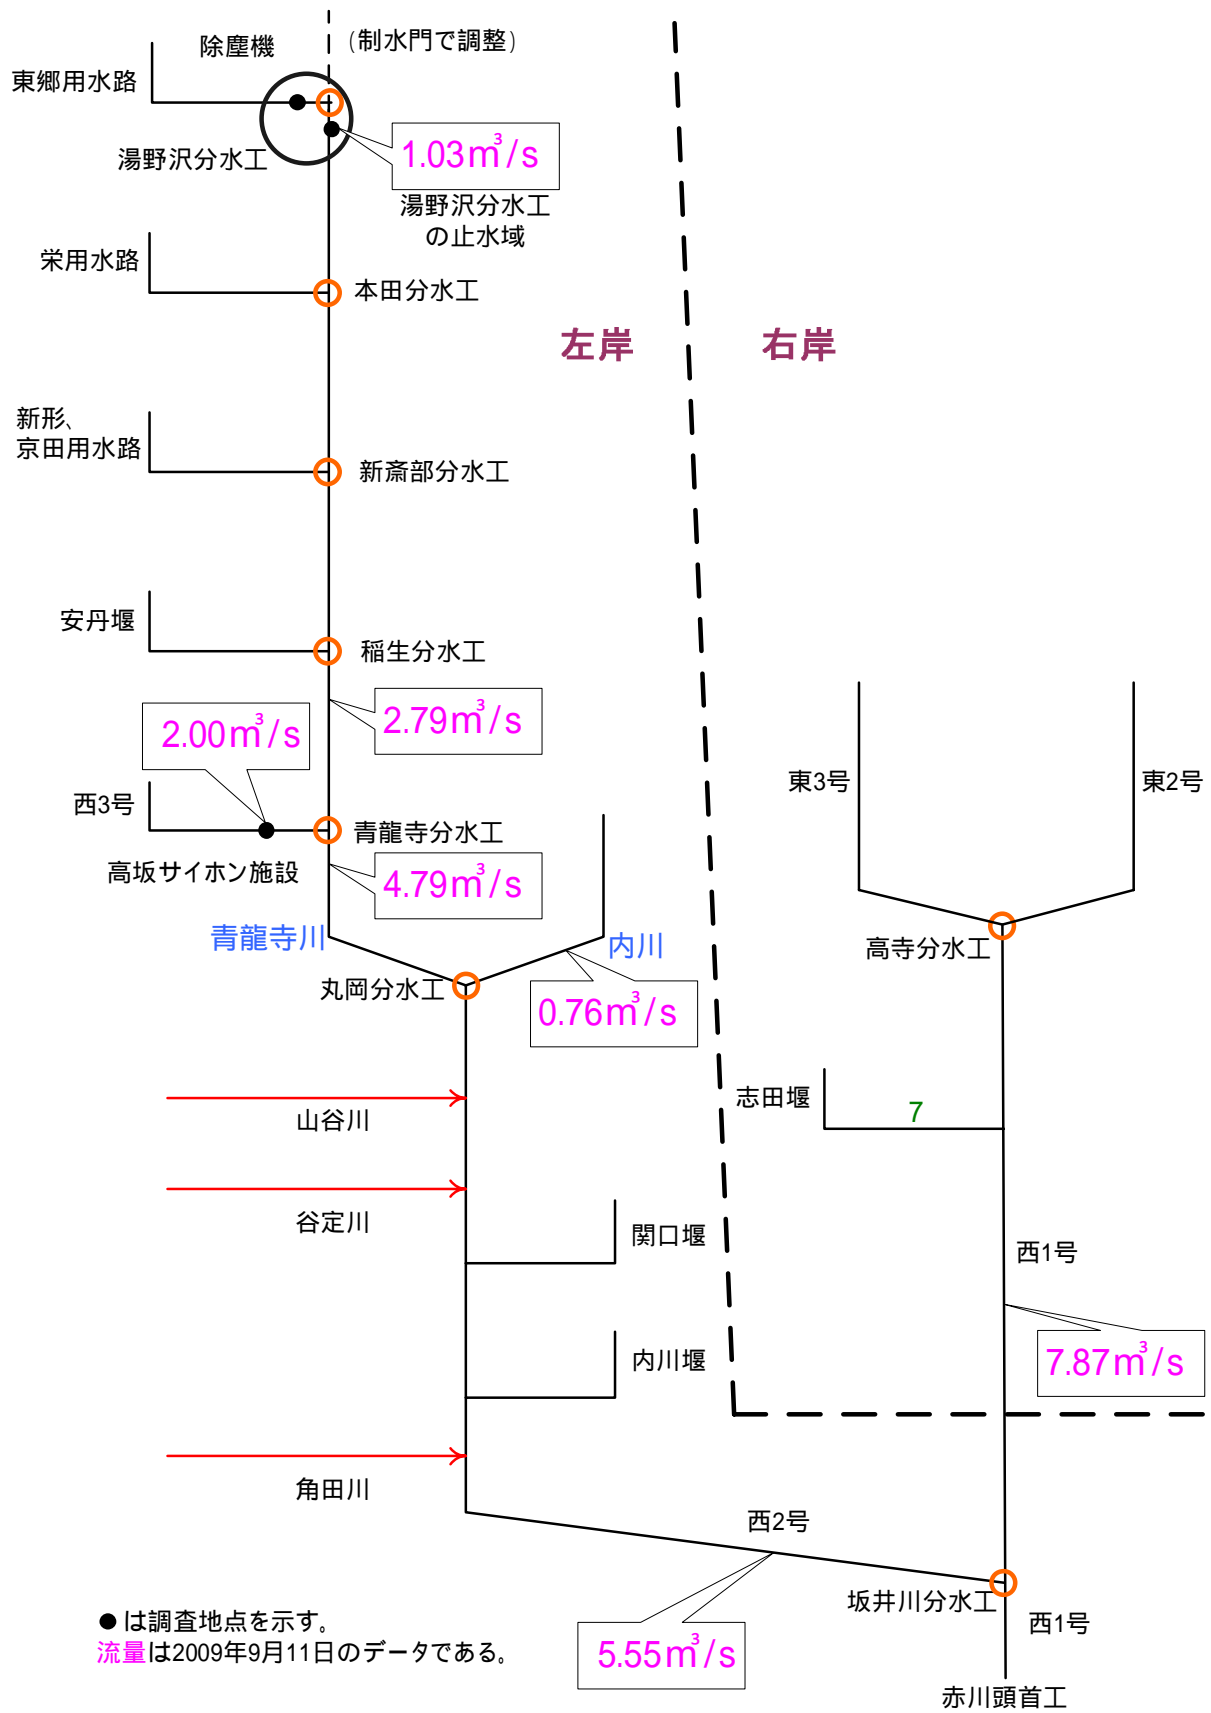 除塵機
(制水門で調整)
東郷用水路
湯野沢分水工
1.03㎥/s
湯野沢分水工
の止水域
栄用水路
本田分水工
左岸
右岸
新形、
京田用水路
新斎部分水工
安丹堰
稲生分水工
2.00㎥/s
2.79㎥/s
西3号
青龍寺分水工
高坂サイホン施設
4.79㎥/s
東3号
東2号
青龍寺川
内川
高寺分水工
丸岡分水工
0.76㎥/s
志田堰
7
山谷川
谷定川
関口堰
西1号
内川堰
7.87㎥/s
角田川
西2号
坂井川分水工
西1号
5.55㎥/s
赤川頭首工
●は調査地点を示す。
流量は2009年9月11日のデータである。